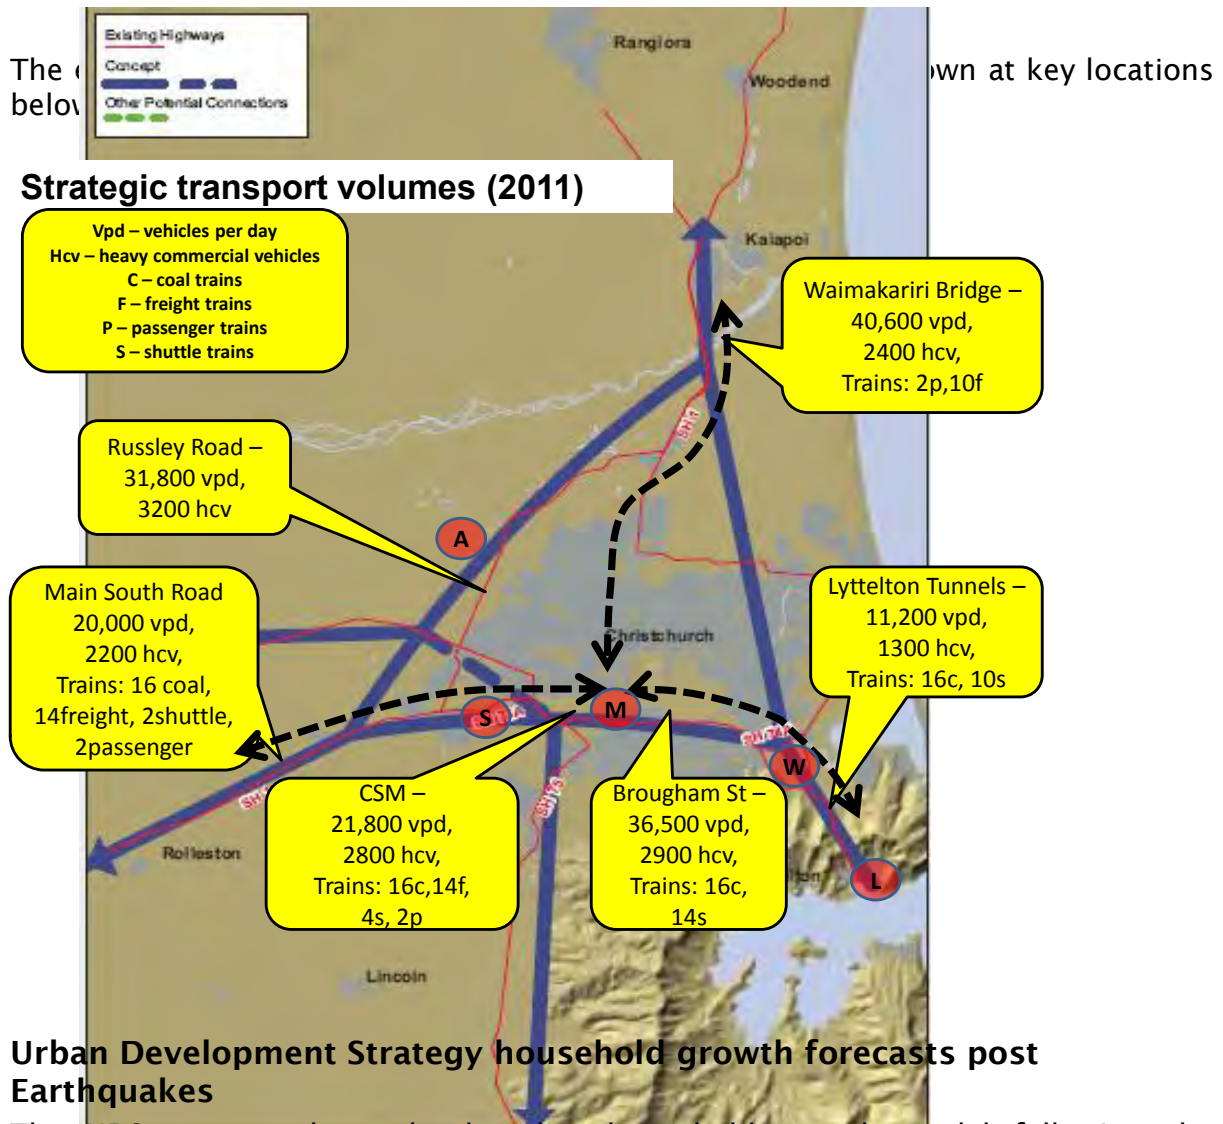 Existing Highways
Concept
Other Potential Connections
The
own at key locations
Rangiora
Woodend
Strategic transport volumes (2011)
Vpd – vehicles per day
Hcv – heavy commercial vehicles
C – coal trains
F – freight trains
P – passenger trains
S – shuttle trains
Kaiapoi
Waimakariri Bridge –
40,600 vpd,
2400 hcv,
Trains: 2p,10f
SH 1
Russley Road –
31,800 vpd,
3200 hcv
A
Main South Road
20,000 vpd,
2200 hcv,
Trains: 16 coal,
14freight, 2shuttle,
2passenger
Lyttelton Tunnels –
11,200 vpd,
1300 hcv,
Trains: 16c, 10s
Christchurch
S
M
W
L
SH 75
CSM –
21,800 vpd,
2800 hcv,
Trains: 16c,14f,
4s, 2p
Brougham St –
36,500 vpd,
2900 hcv,
Trains: 16c,
14s
Rolleston
Lincoln
Urban Development Strategy household growth forecasts post
Earthquakes